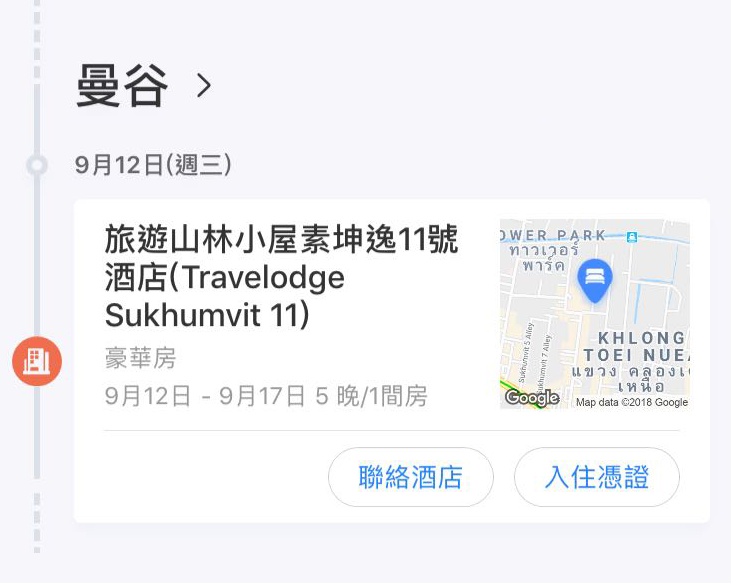 曼谷
9月12日(週三)
旅遊山林小屋素坤逸11號
酒店(Travelodge
Sukhumvit 11)
豪華房
9月12日 - 9月17日 5 晚/1間房
OWER PARK
ทาวเวอร์
พาร์ค
Sukhumvit 5 Alley
Sukhumvit 7 Alley
KHLONG
TOEI NUEA
แขวง คลองเ
เหนือ
Google
Map data ©2018 Google
聯絡酒店
入住憑證